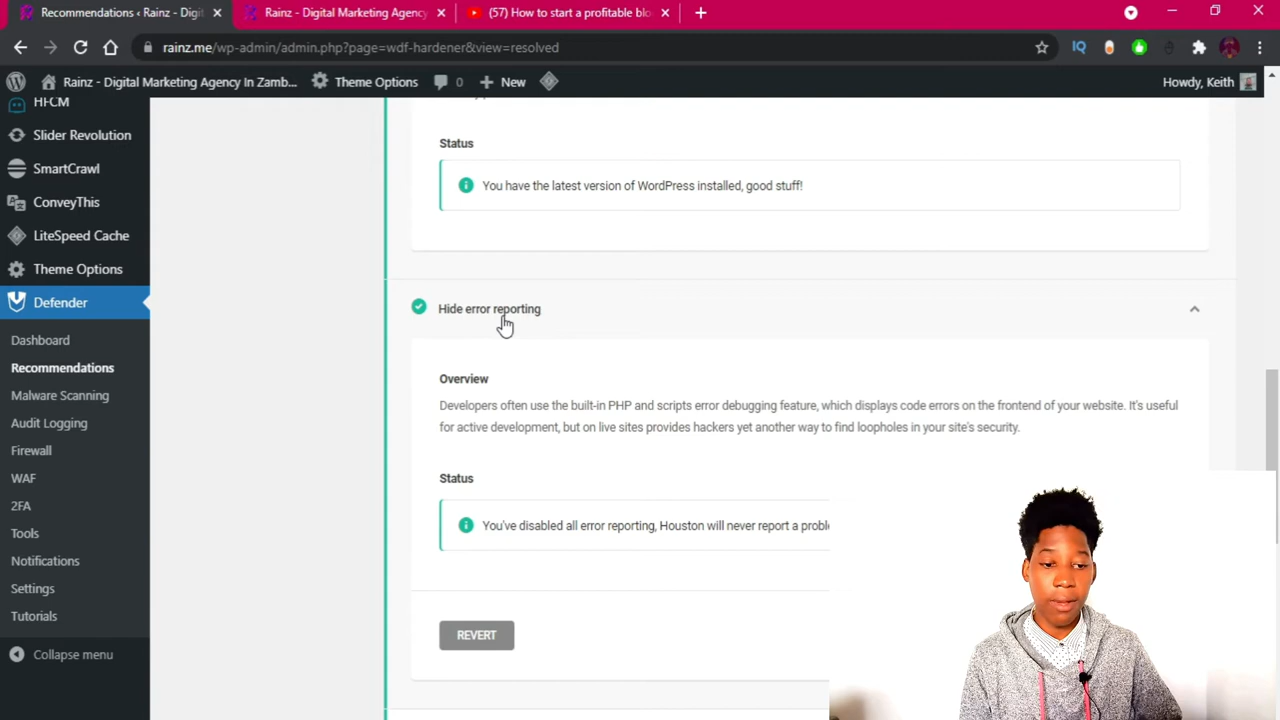 Recommendations ‹ Rainz - Digit
Rainz - Digital Marketing Agency
(57) How to start a profitable blo
rainz.me/wp-admin/admin.php?page=wdf-hardener&view=resolved
IQ
Rainz - Digital Marketing Agency In Zamb...
Theme Options
0
New
Howdy, Keith
HFCM
Slider Revolution
SmartCrawl
ConveyThis
LiteSpeed Cache
Theme Options
Defender
Dashboard
Recommendations
Malware Scanning
Audit Logging
Firewall
WAF
2FA
Tools
Notifications
Settings
Tutorials
Collapse menu
Status
You have the latest version of WordPress installed, good stuff!
Hide error reporting
Overview
Developers often use the built-in PHP and scripts error debugging feature, which displays code errors on the frontend of your website. It's useful
for active development, but on live sites provides hackers yet another way to find loopholes in your site's security.
Status
You've disabled all error reporting, Houston will never report a proble
REVERT